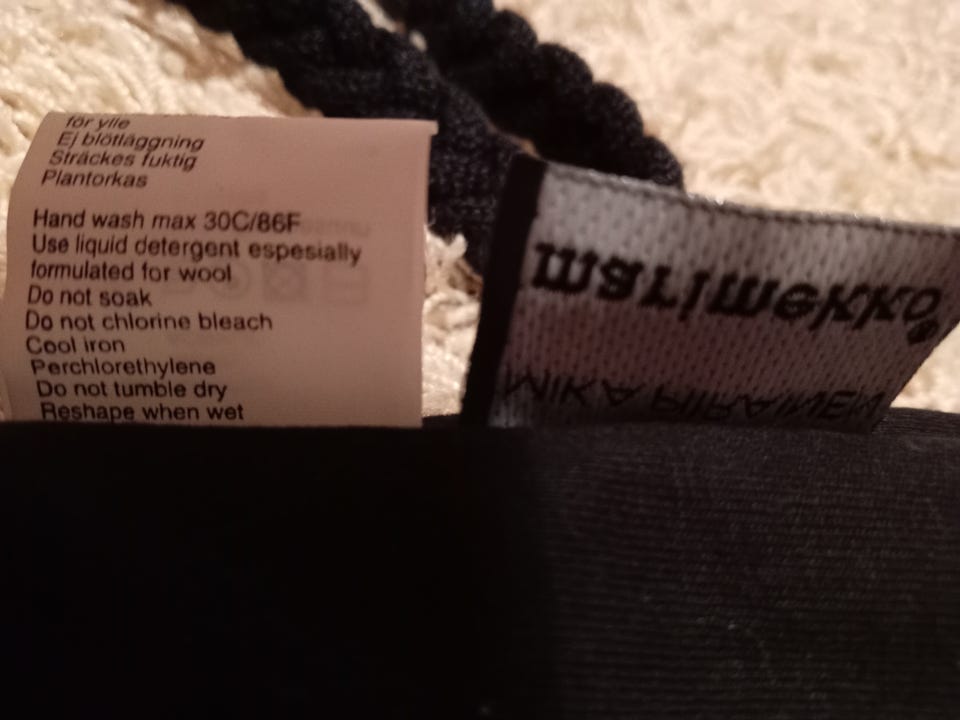 för ylle
Ej blötläggning
Sträckes fuktig
Plantorkas
Hand wash max 30C/86F
Use liquid detergent espesially
formulated for wool
Do not soak
Do not chlorine bleach
Cool iron
Perchlorethylene
Do not tumble dry
Reshape when wet
marimekko®
MIKA PIIRAINEN